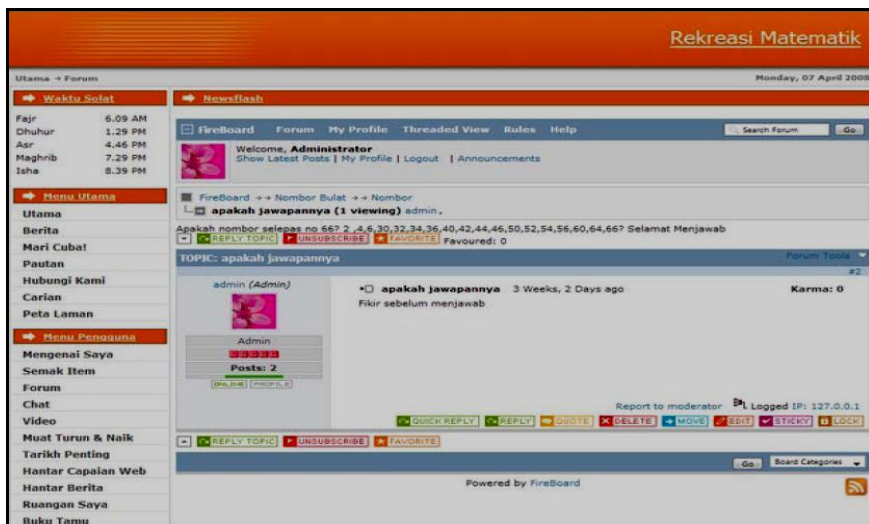 Rekreasi Matematik
Utama → Forum
Monday, 07 April 2008
Waktu Solat
Fajr 6.09 AM
Dhuhur 1.29 PM
Asr 4.46 PM
Maghrib 7.29 PM
Isha 8.39 PM
Menu Utama
Utama
Berita
Mari Cuba!
Pautan
Hubungi Kami
Carian
Peta Laman
Menu Pengguna
Mengenai Saya
Semak Item
Forum
Chat
Video
Muat Turun & Naik
Tarikh Penting
Hantar Capaian Web
Hantar Berita
Ruangan Saya
Buku Tamu
Newsflash
FireBoard Forum My Profile Threaded View Rules Help
Search Forum Go
Welcome, Administrator
Show Latest Posts | My Profile | Logout | Announcements
FireBoard →→ Nombor Bulat →→ Nombor
apakah jawapannya (1 viewing) admin.
Apakah nombor selepas no 66? 2 ,4,6,30,32,34,36,40,42,44,46,50,52,54,56,60,64,66? Selamat Menjawab
REPLY TOPIC UNSUBSCRIBE FAVORITE Favoured: 0
TOPIC: apakah jawapannya
Forum Tools
#2
admin (Admin)
Admin
Posts: 2
ONLINE PROFILE
apakah jawapannya 3 Weeks, 2 Days ago
Karma: 0
Fikir sebelum menjawab
Report to moderator Logged IP: 127.0.0.1
QUICK REPLY REPLY QUOTE DELETE MOVE EDIT STICKY LOCK
REPLY TOPIC UNSUBSCRIBE FAVORITE
Go Board Categories
Powered by FireBoard